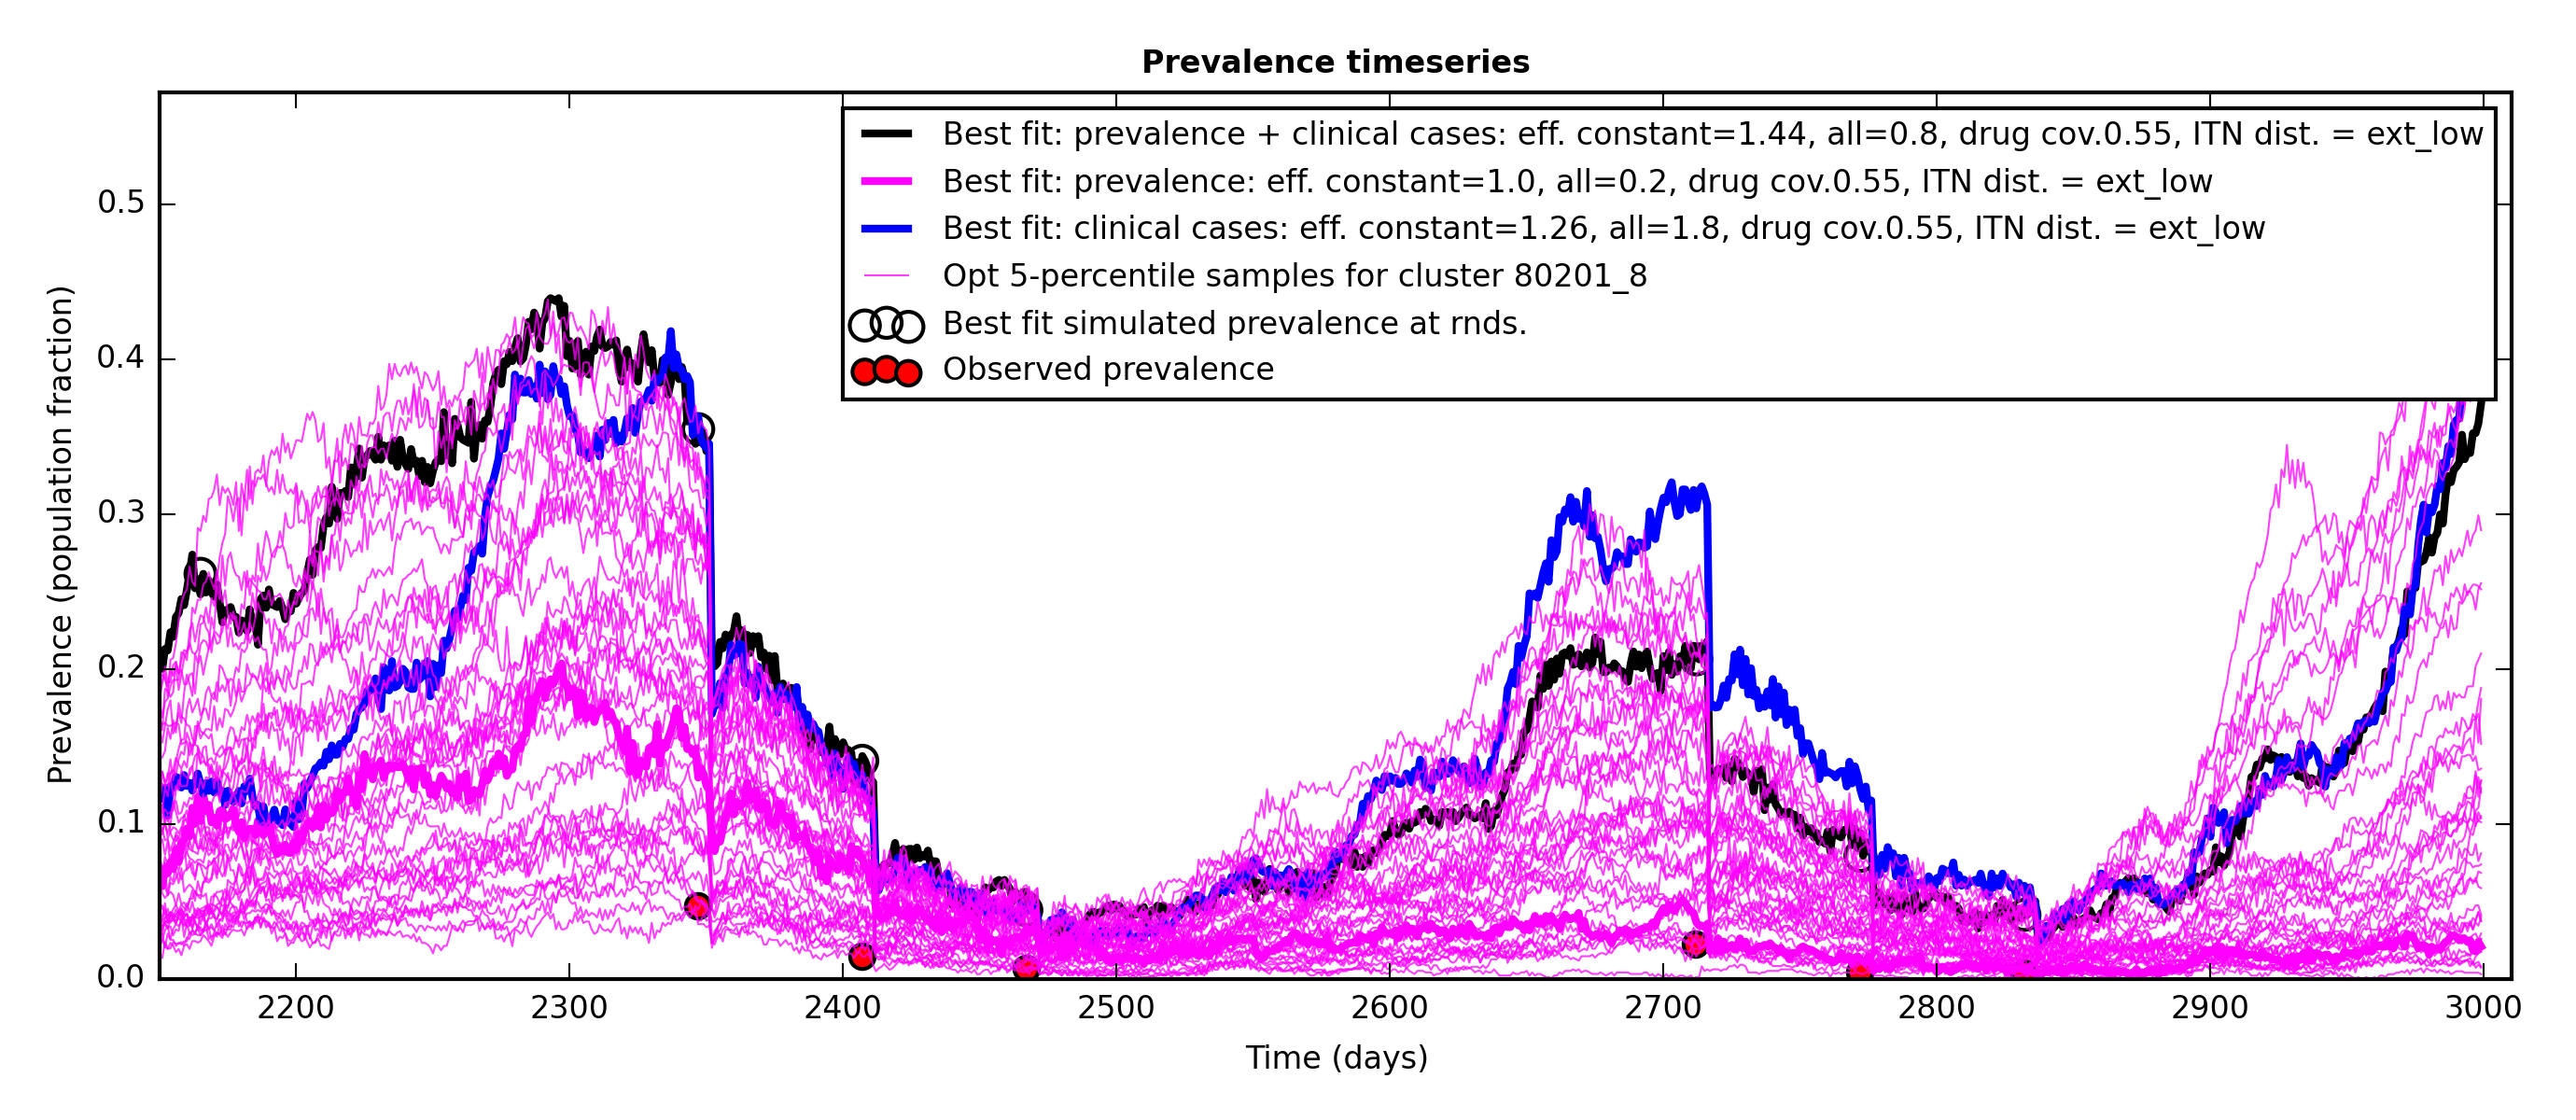 Prevalence timeseries
Best fit: prevalence + clinical cases: eff. constant=1.44, all=0.8, drug cov.0.55, ITN dist. = ext_low
Best fit: prevalence: eff. constant=1.0, all=0.2, drug cov.0.55, ITN dist. = ext_low
Best fit: clinical cases: eff. constant=1.26, all=1.8, drug cov.0.55, ITN dist. = ext_low
Opt 5-percentile samples for cluster 80201_8
Best fit simulated prevalence at rnds.
Observed prevalence
Prevalence (population fraction)
0.5
0.4
0.3
0.2
0.1
0.0
2200 2300 2400 2500 2600 2700 2800 2900 3000
Time (days)